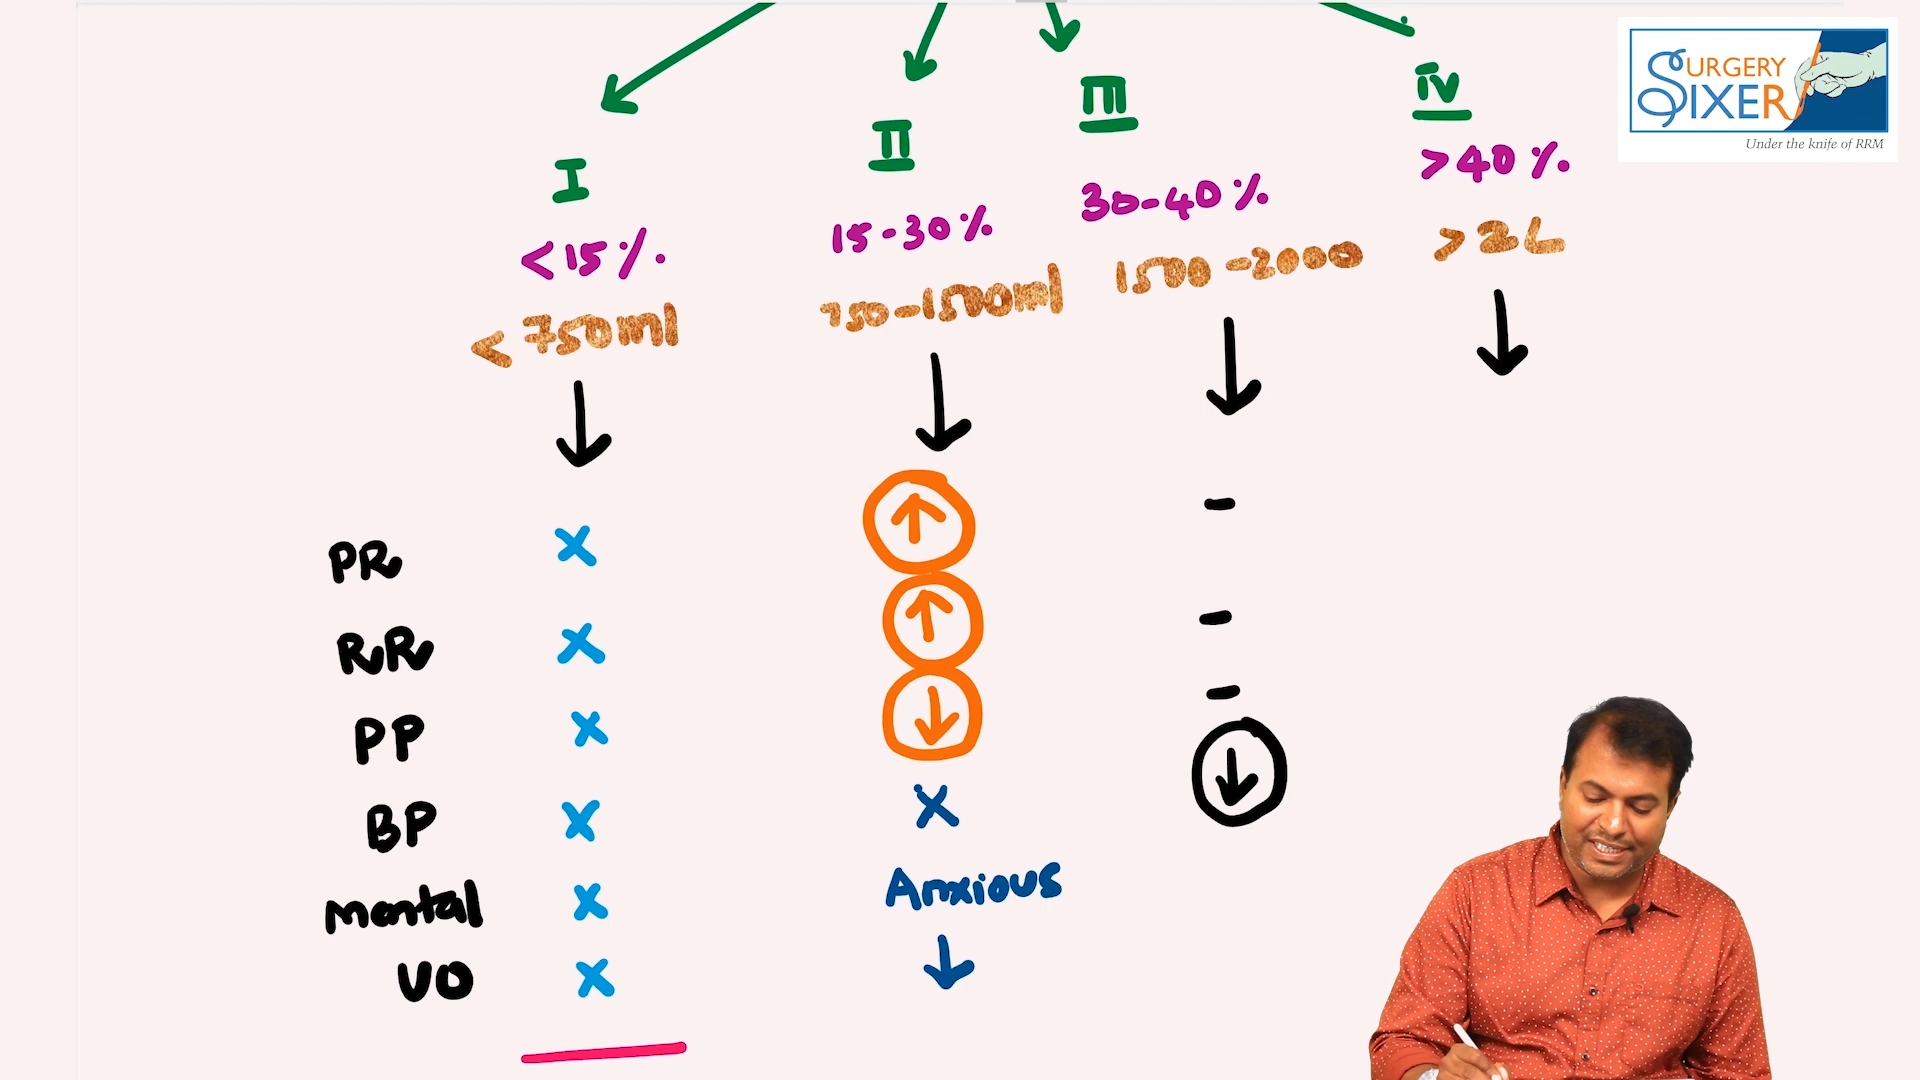 SURGERY
SIXER
Under the knife of RRM
I II III IV
<15% 15-30% 30-40% >40%
<750ml 750-1500ml 1500-2000 >2L
PR × ↑ -
RR × ↑ -
PP × ↓ -
BP × × ↓
mental × Anxious
UO × ↓